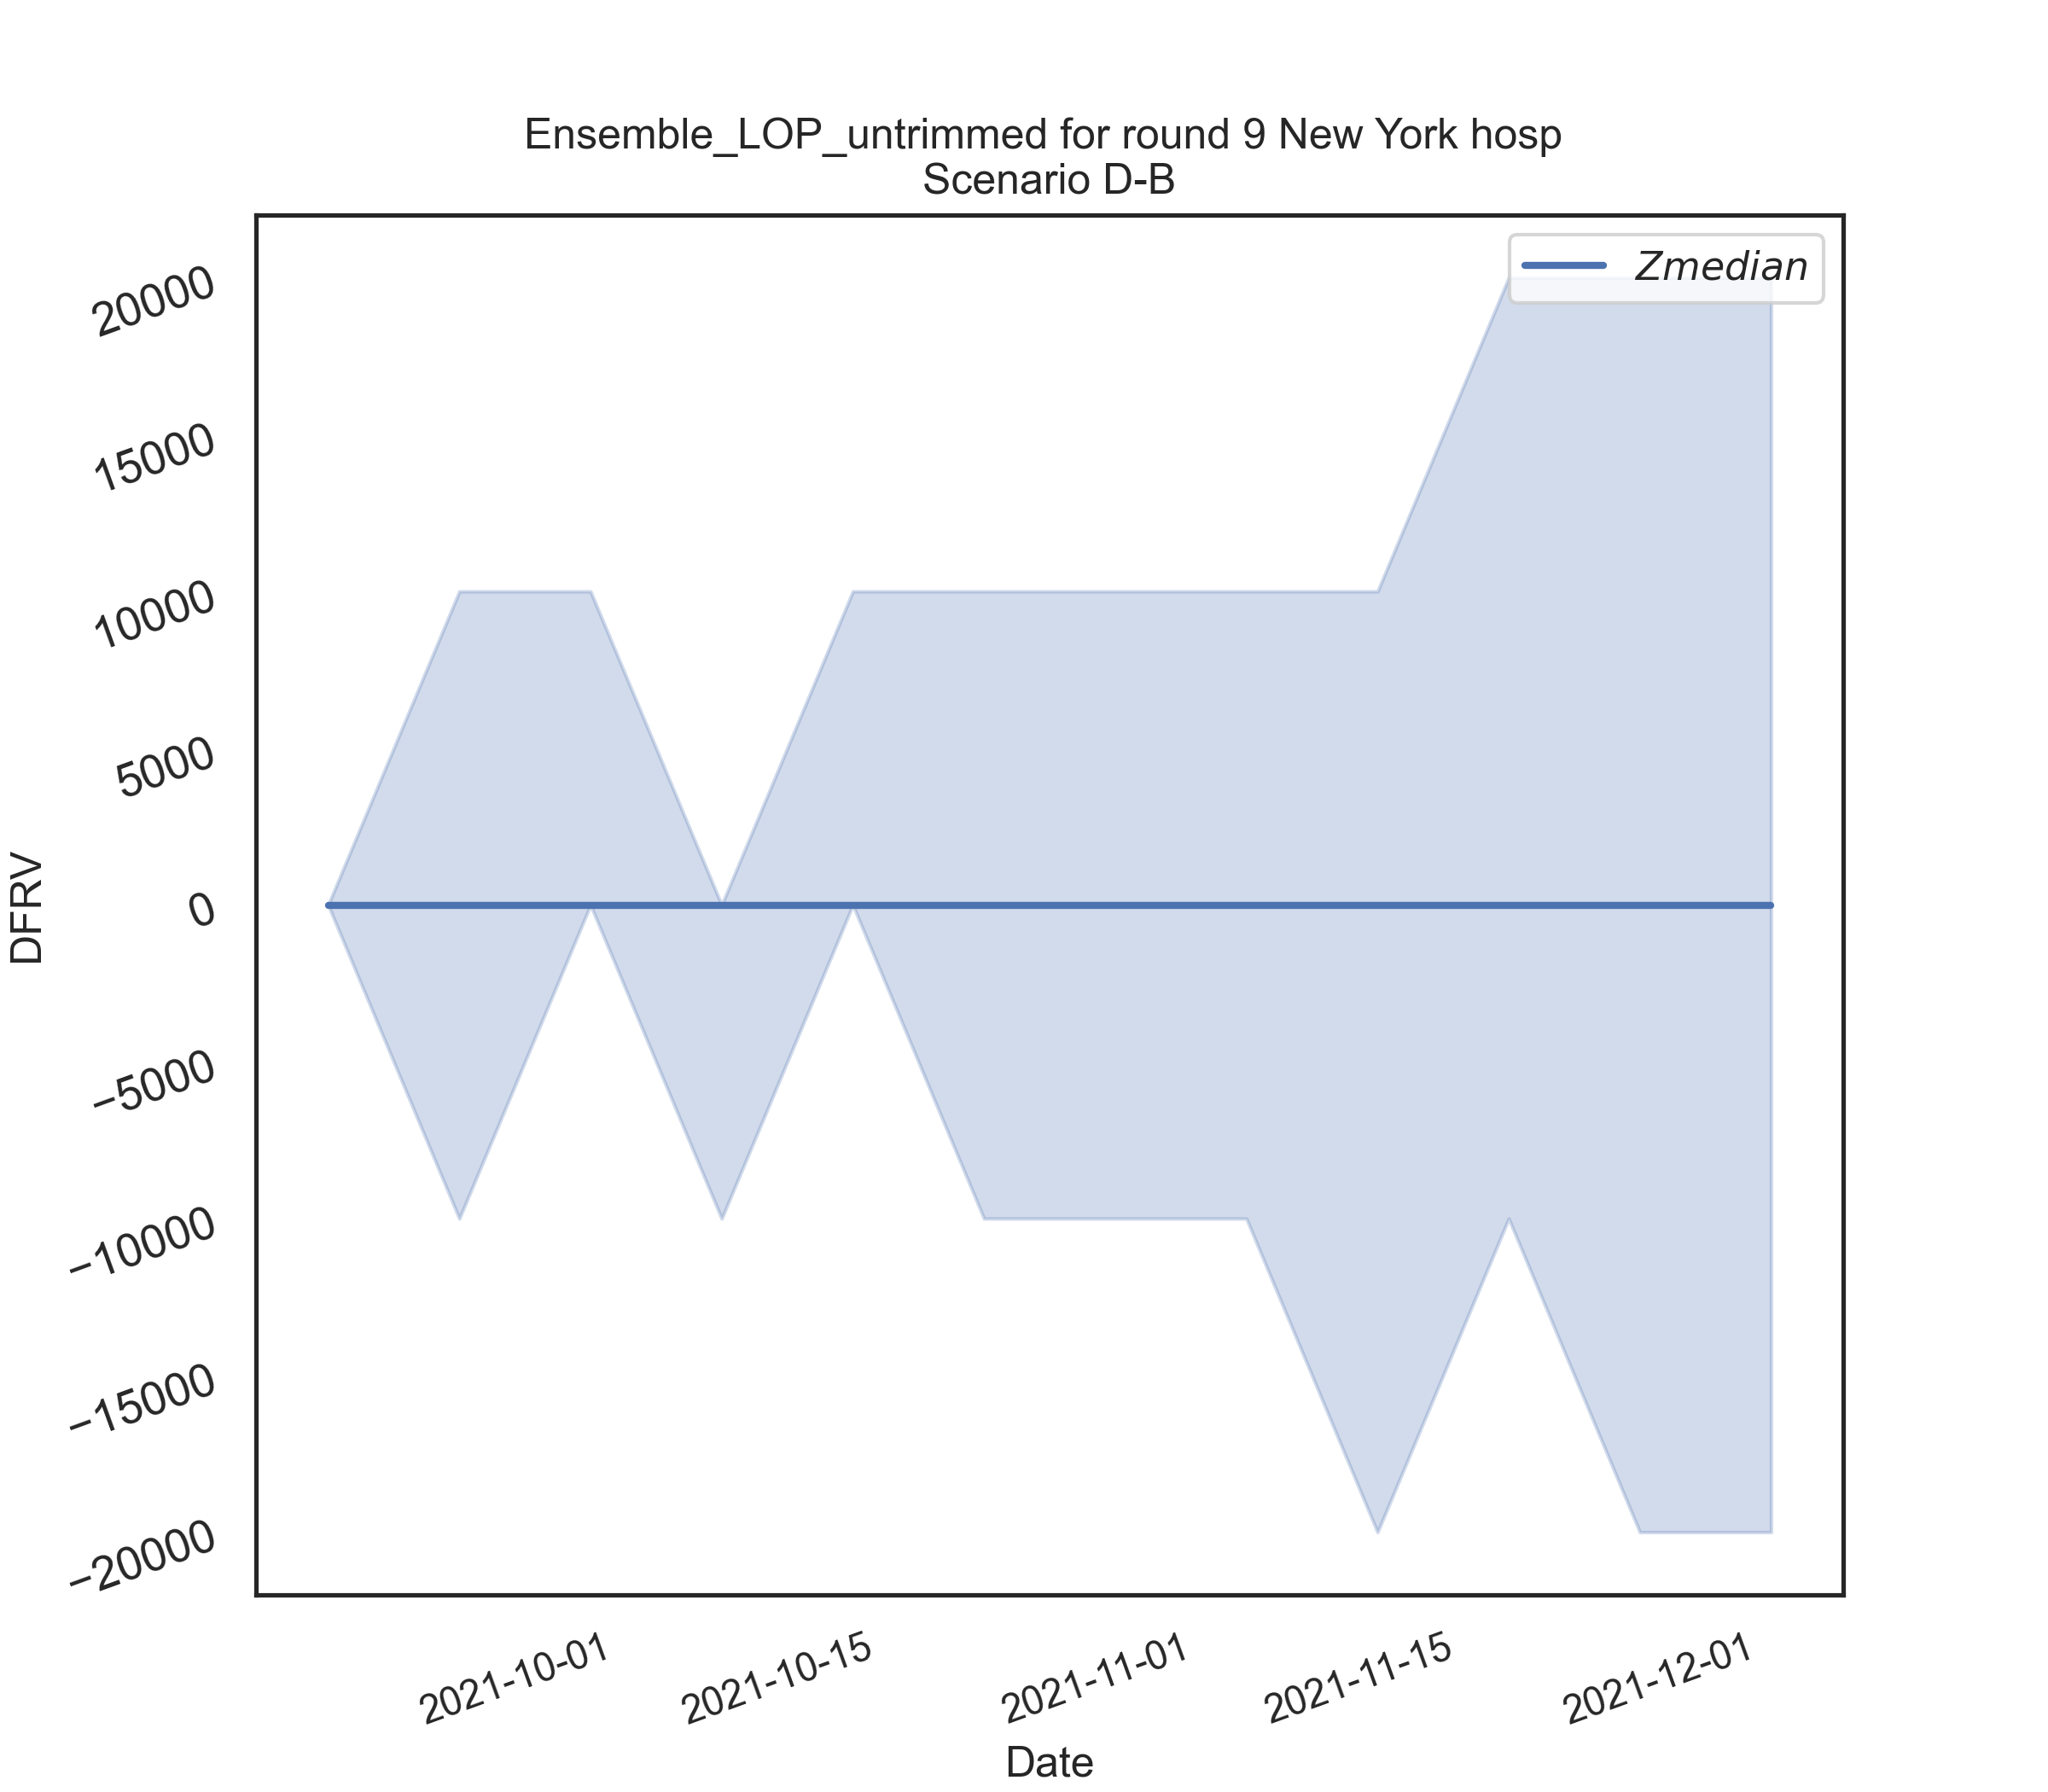 Ensemble_LOP_untrimmed for round 9 New York hosp
Scenario D-B
Zmedian
20000
15000
10000
5000
0
−5000
−10000
−15000
−20000
DFRV
2021-10-01
2021-10-15
2021-11-01
2021-11-15
2021-12-01
Date